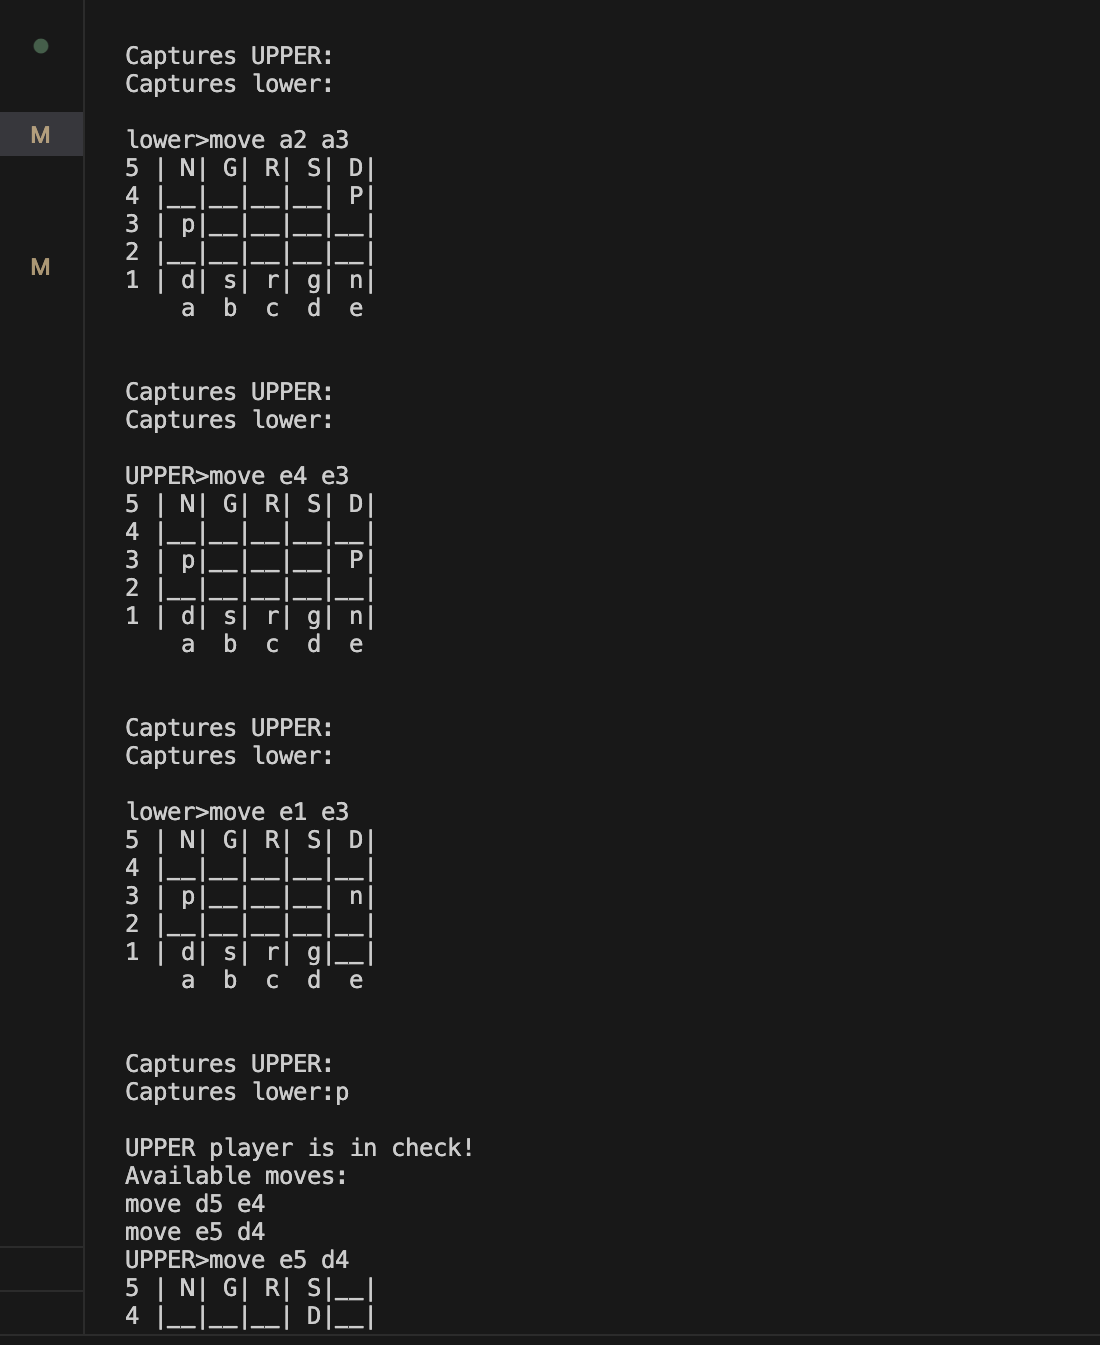 Captures UPPER:
Captures lower:
M
lower>move a2 a3
5 | N| G| R| S| D|
4 |__|__|__|__| P|
3 | p|__|__|__|__|
2 |__|__|__|__|__|
M
1 | d| s| r| g| n|
a b c d e
Captures UPPER:
Captures lower:
UPPER>move e4 e3
5 | N| G| R| S| D|
4 |__|__|__|__|__|
3 | p|__|__|__| P|
2 |__|__|__|__|__|
1 | d| s| r| g| n|
a b c d e
Captures UPPER:
Captures lower:
lower>move e1 e3
5 | N| G| R| S| D|
4 |__|__|__|__|__|
3 | p|__|__|__| n|
2 |__|__|__|__|__|
1 | d| s| r| g|__|
a b c d e
Captures UPPER:
Captures lower:p
UPPER player is in check!
Available moves:
move d5 e4
move e5 d4
UPPER>move e5 d4
5 | N| G| R| S|__|
4 |__|__|__| D|__|